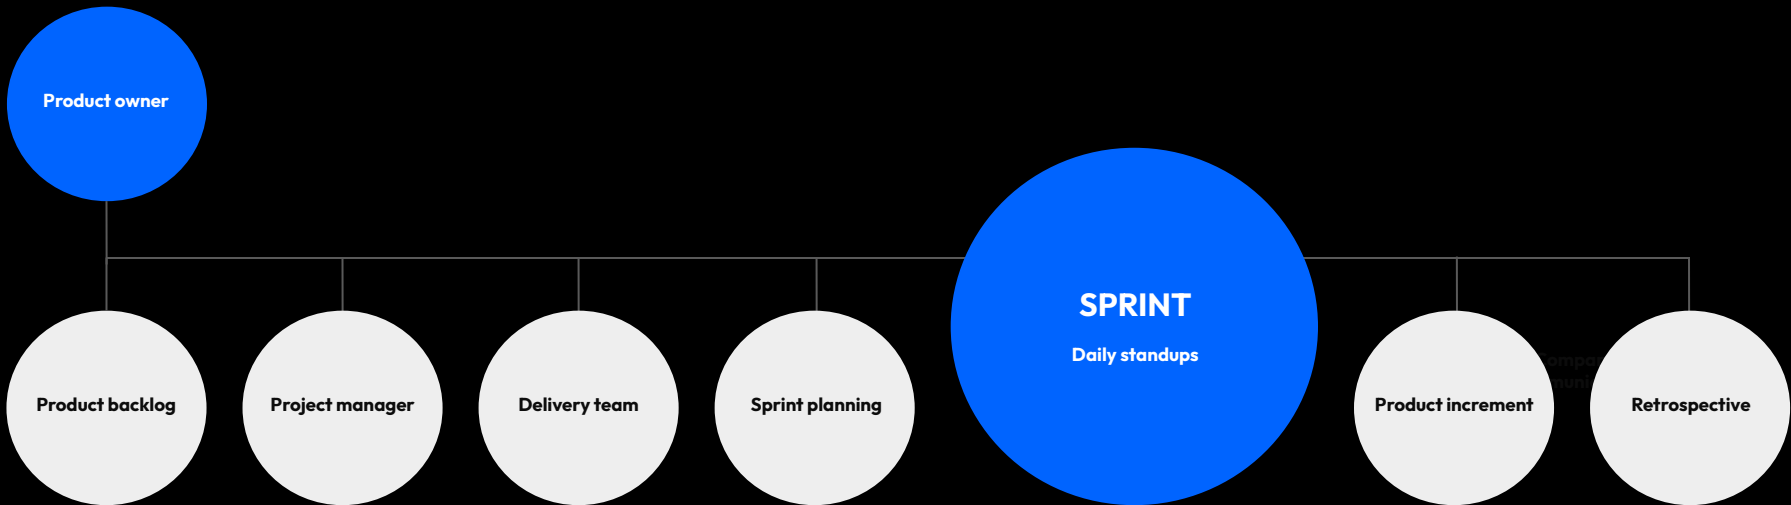 Product owner
SPRINT
Daily standups
Product backlog
Project manager
Delivery team
Sprint planning
Product increment
Retrospective